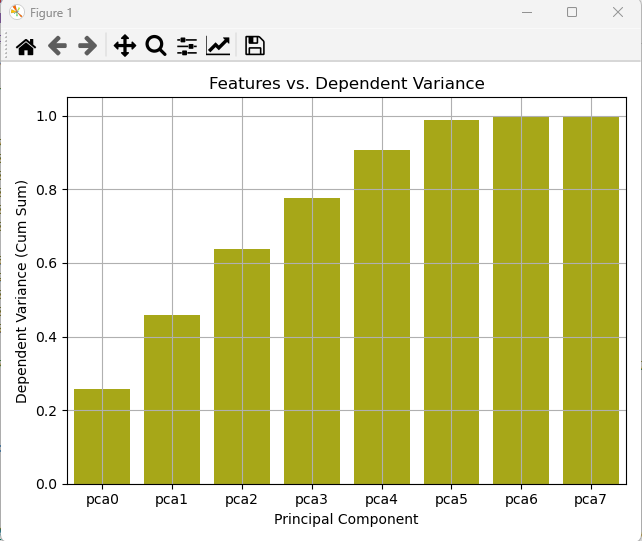 Figure 1
Features vs. Dependent Variance
Dependent Variance (Cum Sum)
1.0
0.8
0.6
0.4
0.2
0.0
pca0 pca1 pca2 pca3 pca4 pca5 pca6 pca7
Principal Component